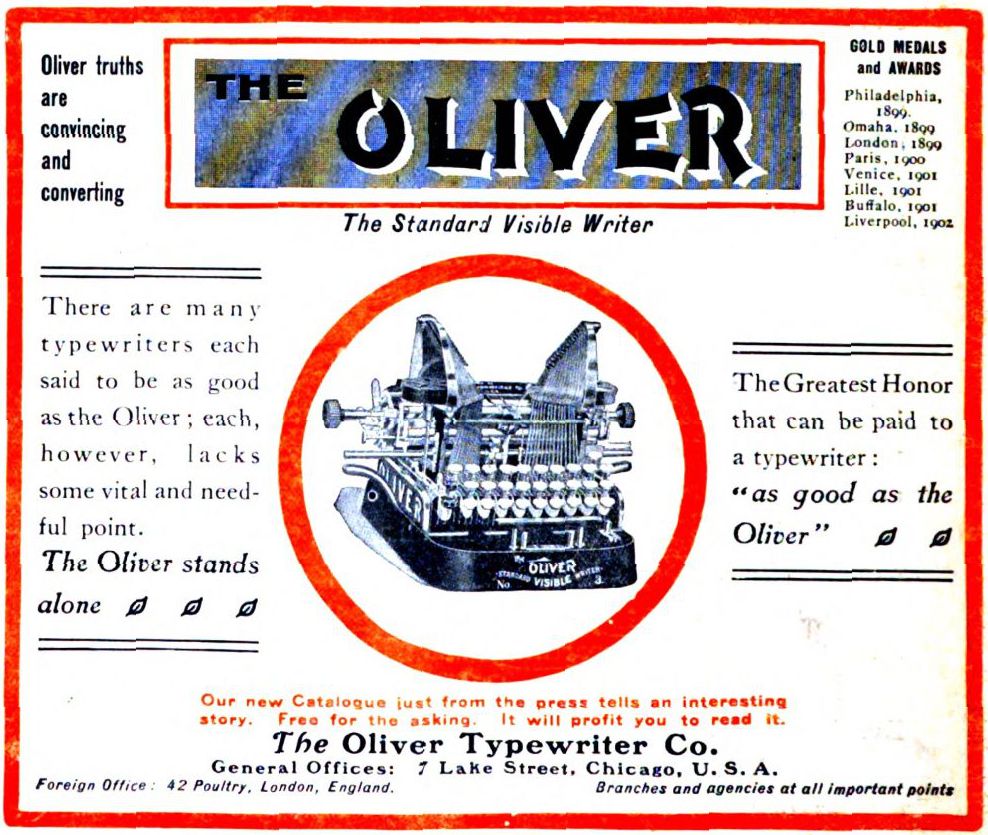 Oliver truths
are
convincing
and
converting
THE
OLIVER
The Standard Visible Writer
GOLD MEDALS
and AWARDS
Philadelphia,
1899.
Omaha. 1899
London, 1899
Paris, 1900
Venice, 1901
Lille, 1901
Buffalo, 1901
Liverpool, 1902
There are many
typewriters each
said to be as good
as the Oliver; each,
however, lacks
some vital and need-
ful point.
The Oliver stands
alone
OLIVER
THE
OLIVER
STANDARD VISIBLE WRITER
No 3.
The Greatest Honor
that can be paid to
a typewriter:
"as good as the
Oliver"
Our new Catalogue just from the press tells an interesting
story. Free for the asking. It will profit you to read it.
The Oliver Typewriter Co.
General Offices: 7 Lake Street, Chicago, U. S. A.
Foreign Office: 42 Poultry, London, England.
Branches and agencies at all important points